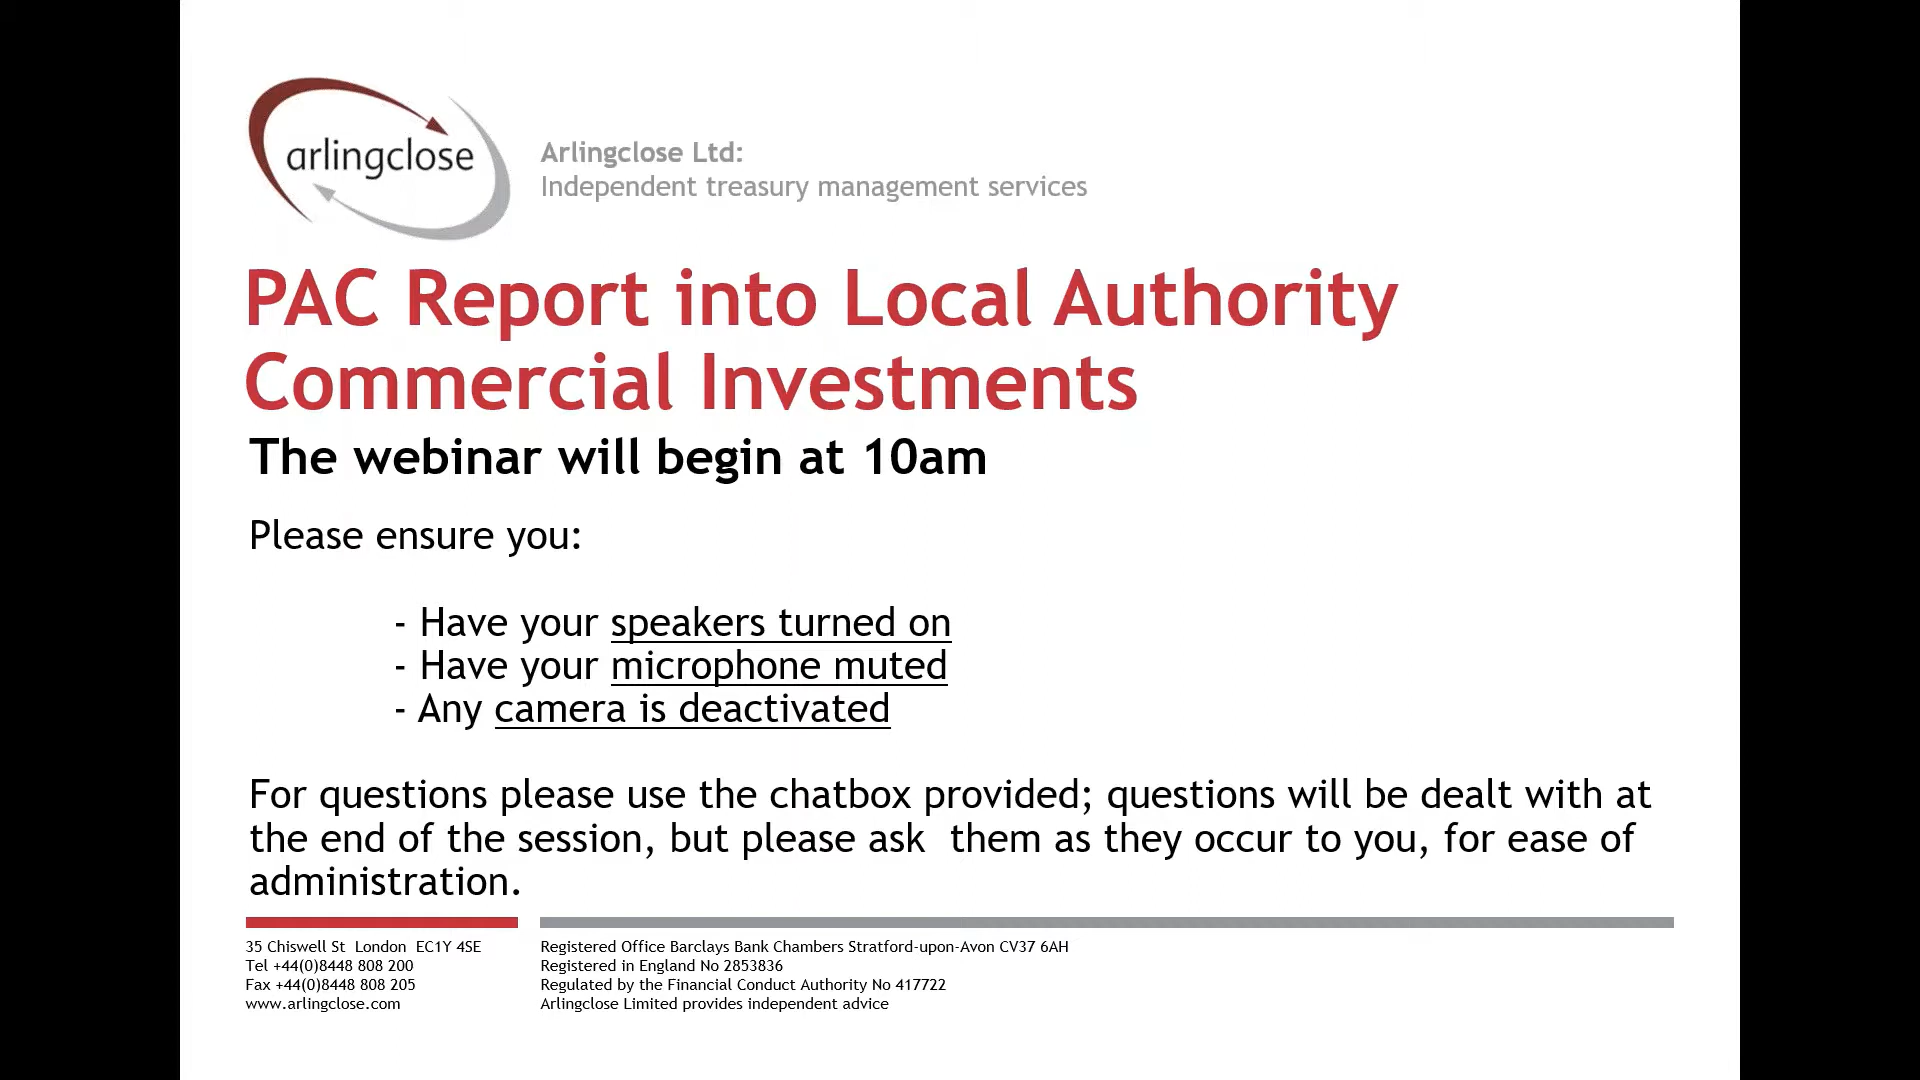 arlingclose
Arlingclose Ltd:
Independent treasury management services
PAC Report into Local Authority
Commercial Investments
The webinar will begin at 10am
Please ensure you:
- Have your speakers turned on
- Have your microphone muted
- Any camera is deactivated
For questions please use the chatbox provided; questions will be dealt with at
the end of the session, but please ask  them as they occur to you, for ease of
administration.
35 Chiswell St  London  EC1Y 4SE
Tel +44(0)8448 808 200
Fax +44(0)8448 808 205
www.arlingclose.com
Registered Office Barclays Bank Chambers Stratford-upon-Avon CV37 6AH
Registered in England No 2853836
Regulated by the Financial Conduct Authority No 417722
Arlingclose Limited provides independent advice